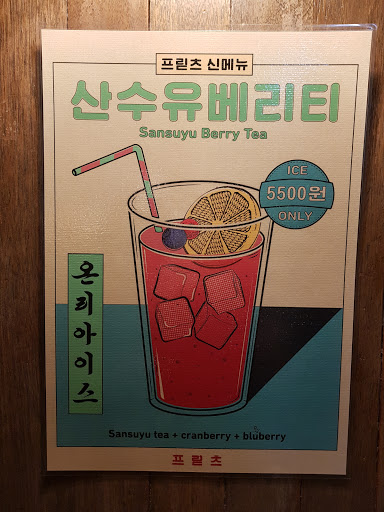 프릳츠 신메뉴
산수유베리티
Sansuyu Berry Tea
ICE
5500원
ONLY
온리아이스
Sansuyu tea + cranberry + bluberry
프릳츠